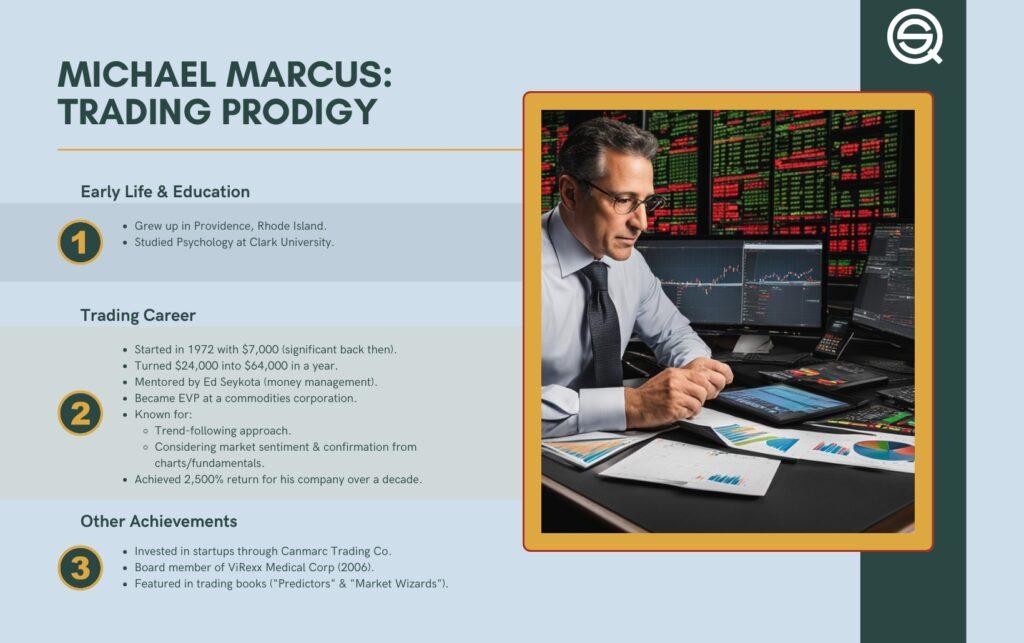 MICHAEL MARCUS:
TRADING PRODIGY
Early Life & Education
1
• Grew up in Providence, Rhode Island.
• Studied Psychology at Clark University.
Trading Career
2
• Started in 1972 with $7,000 (significant back then).
• Turned $24,000 into $64,000 in a year.
• Mentored by Ed Seykota (money management).
• Became EVP at a commodities corporation.
• Known for:
◦ Trend-following approach.
◦ Considering market sentiment & confirmation from
charts/fundamentals.
• Achieved 2,500% return for his company over a decade.
Other Achievements
3
• Invested in startups through Canmarc Trading Co.
• Board member of ViRexx Medical Corp (2006).
• Featured in trading books ("Predictors" & "Market Wizards").